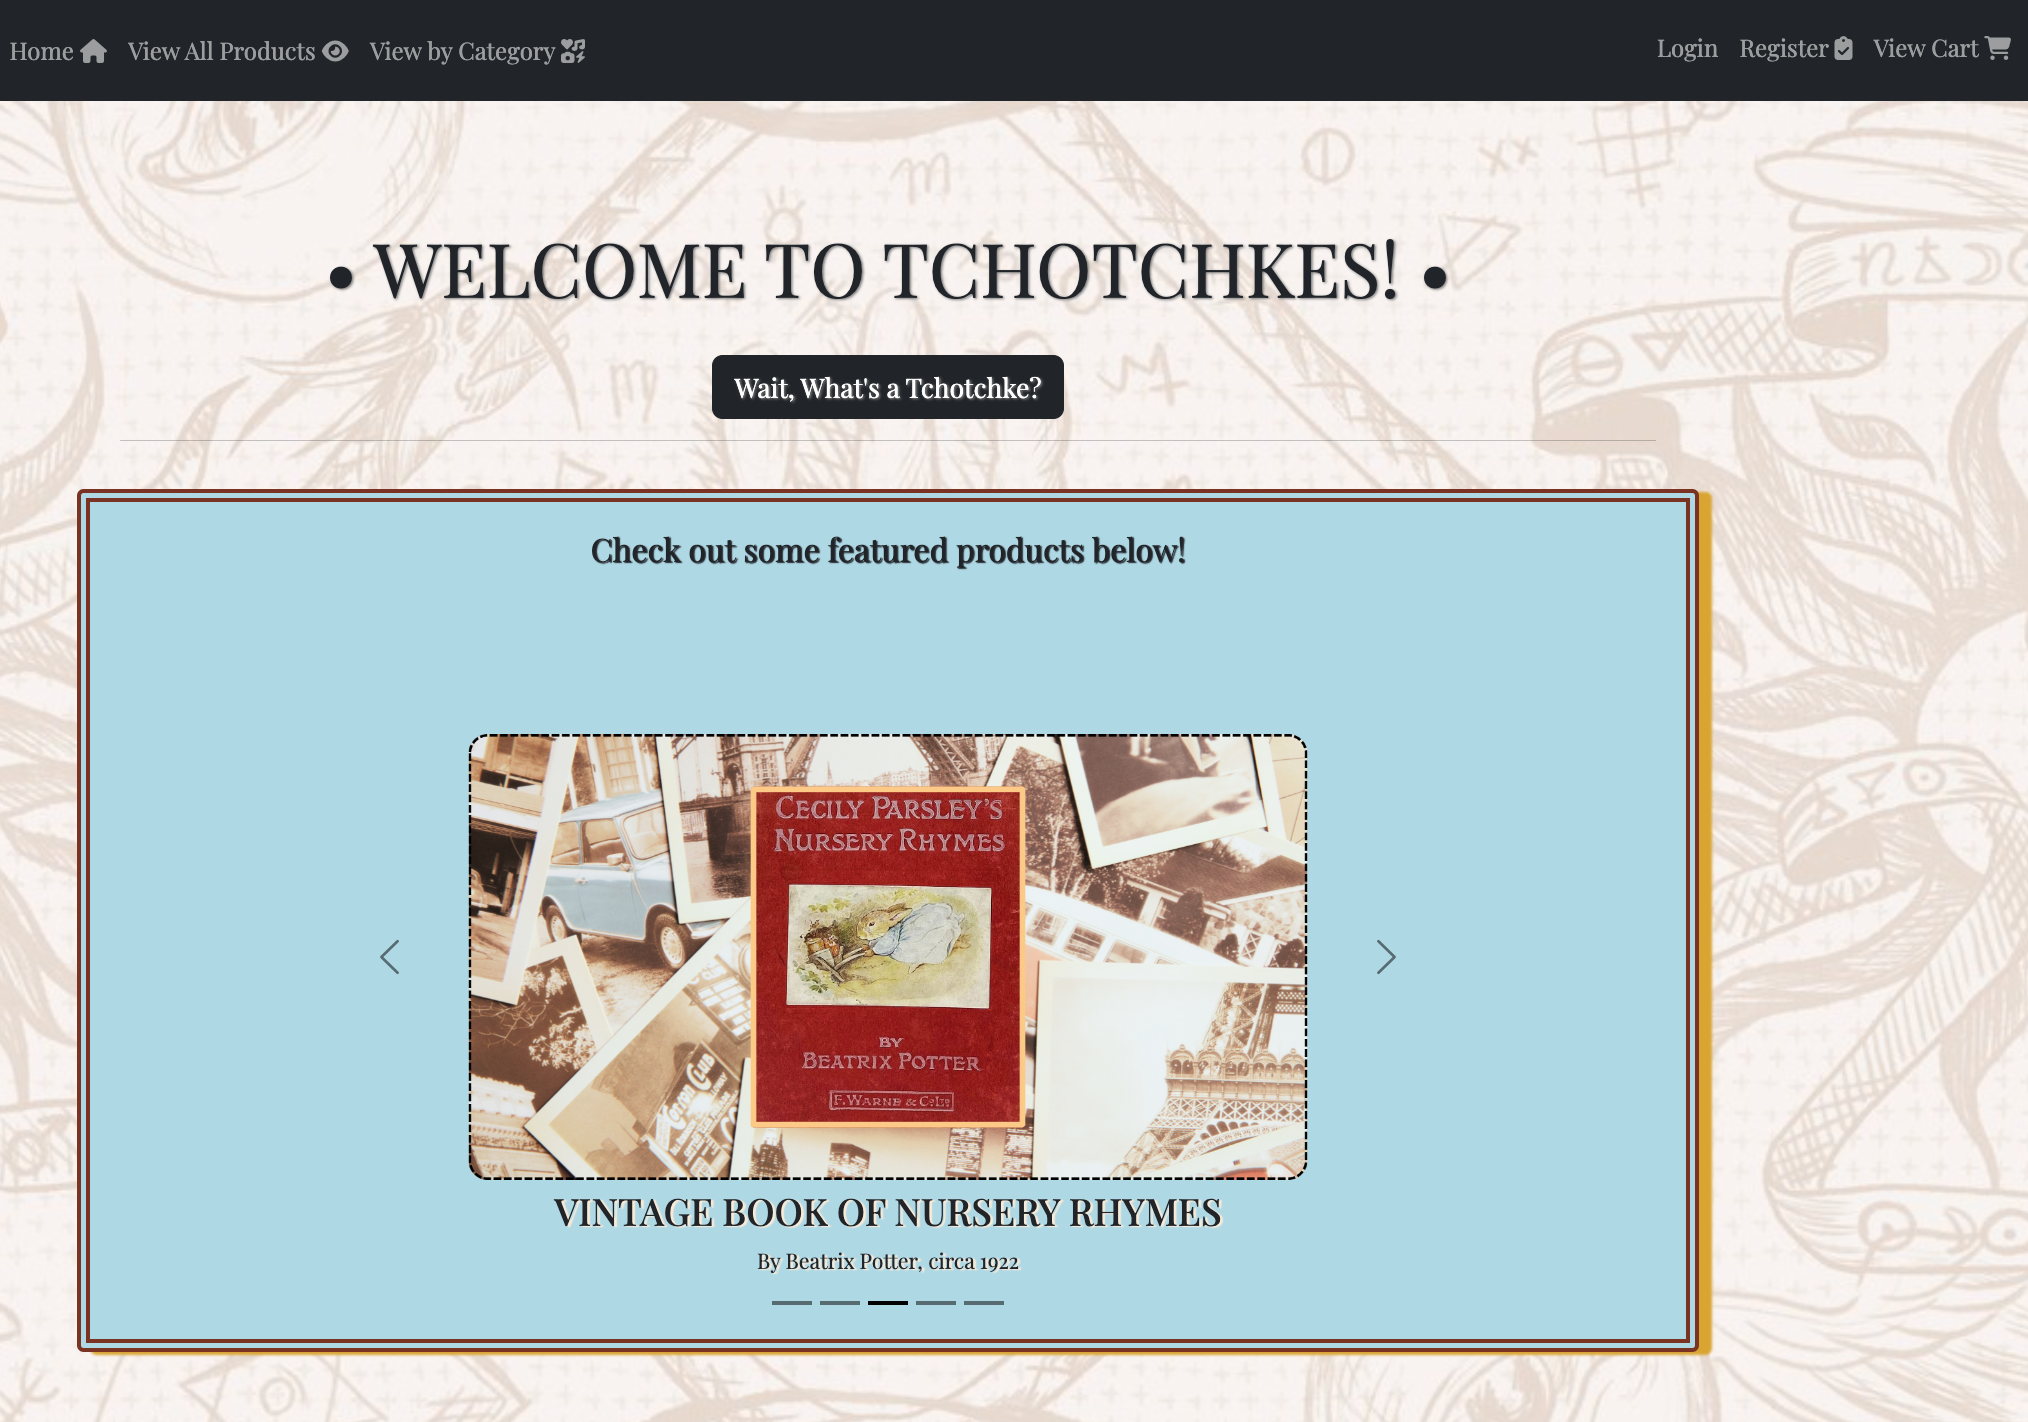 Home View All Products View by Category Login Register View Cart
• WELCOME TO TCHOTCHKES! •
Wait, What's a Tchotchke?
Check out some featured products below!
CECILY PARSLEY'S
NURSERY RHYMES
BY
BEATRIX POTTER
F. WARNE & Co Ltd
VINTAGE BOOK OF NURSERY RHYMES
By Beatrix Potter, circa 1922